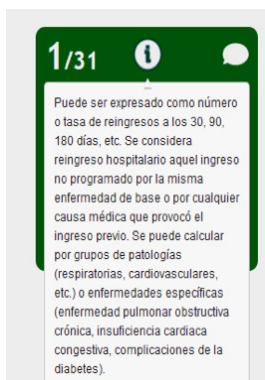 1/31
Puede ser expresado como número
o tasa de reingresos a los 30, 90,
180 días, etc. Se considera
reingreso hospitalario aquel ingreso
no programado por la misma
enfermedad de base o por cualquier
causa médica que provocó el
ingreso previo. Se puede calcular
por grupos de patologías
(respiratorias, cardiovasculares,
etc.) o enfermedades específicas
(enfermedad pulmonar obstructiva
crónica, insuficiencia cardiaca
congestiva, complicaciones de la
diabetes).